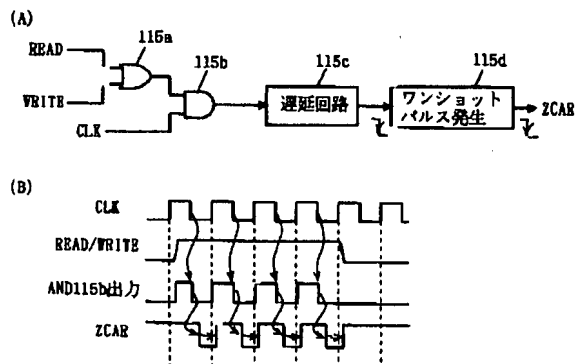 (A)
READ
WRITE
CLK
115a
115b
115c
遅延回路
115d
ワンショット
パルス発生
ZCAR
(B)
CLK
READ/WRITE
AND115b出力
ZCAR